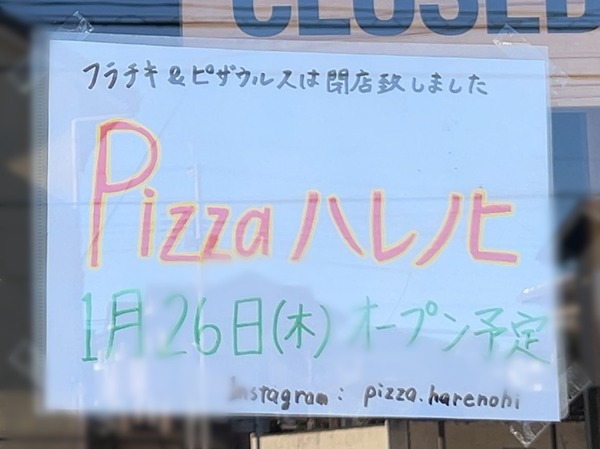 CLOSED
フラチキ&ピザウルスは閉店致しました
Pizzaハレノヒ
1月26日(木)オープン予定
Instagram: pizza.harenohi